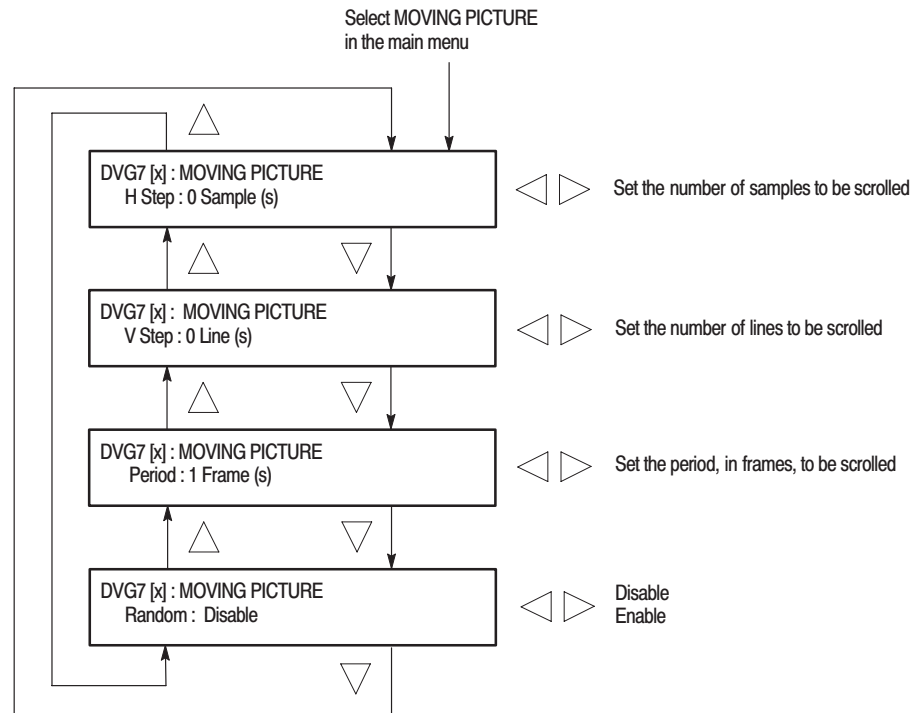 Select MOVING PICTURE
in the main menu
DVG7 [x] : MOVING PICTURE
H Step : 0 Sample (s)
Set the number of samples to be scrolled
DVG7 [x] : MOVING PICTURE
V Step : 0 Line (s)
Set the number of lines to be scrolled
DVG7 [x] : MOVING PICTURE
Period : 1 Frame (s)
Set the period, in frames, to be scrolled
DVG7 [x] : MOVING PICTURE
Random : Disable
Disable
Enable